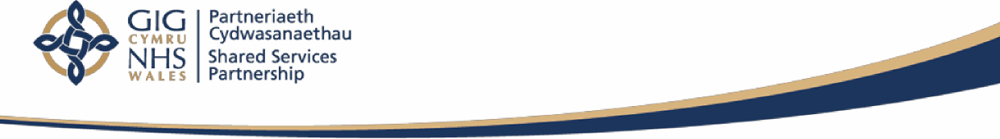 GIG
CYMRU
NHS
WALES
Partneriaeth
Cydwasanaethau
Shared Services
Partnership